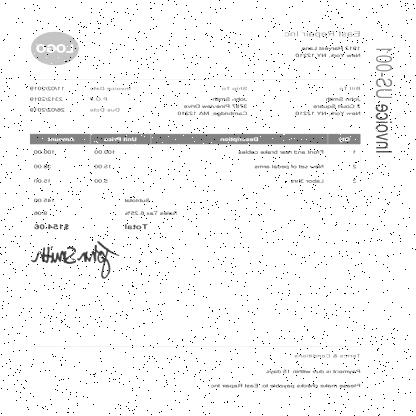 East Repair Inc.
1912 Harvest Lane
New York, NY 12210
LOGO
Invoice US-001
Bill To
John Smith
2 Court Square
New York, NY 12210
Ship To
John Smith
3787 Pineview Drive
Cambridge, MA 12210
Invoice Date 11/02/2019
P.O.# 2312/2019
Due Date 26/02/2019
Qty Description Unit Price Amount
1 Front and rear brake cables 100.00 100.00
2 New set of pedal arms 15.00 30.00
3 Labor 3hrs 5.00 15.00
Subtotal 145.00
Sales Tax 6.25% 9.06
Total $154.06
John Smith
Terms & Conditions
Payment is due within 15 days
Please make checks payable to: East Repair Inc.